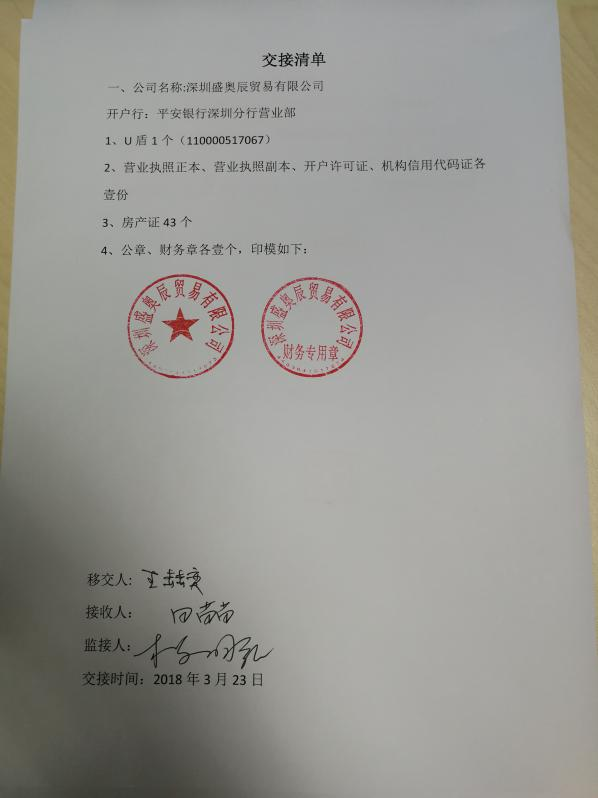 交接清单
一、公司名称:深圳盛奥辰贸易有限公司
开户行：平安银行深圳分行营业部
1、U 盾 1 个（110000517067）
2、营业执照正本、营业执照副本、开户许可证、机构信用代码证各
壹份
3、房产证 43 个
4、公章、财务章各壹个，印模如下：
深圳盛奥辰贸易有限公司
深圳盛奥辰贸易有限公司
财务专用章
移交人:
接收人: 田苗苗
监接人:
交接时间：2018 年 3 月 23 日